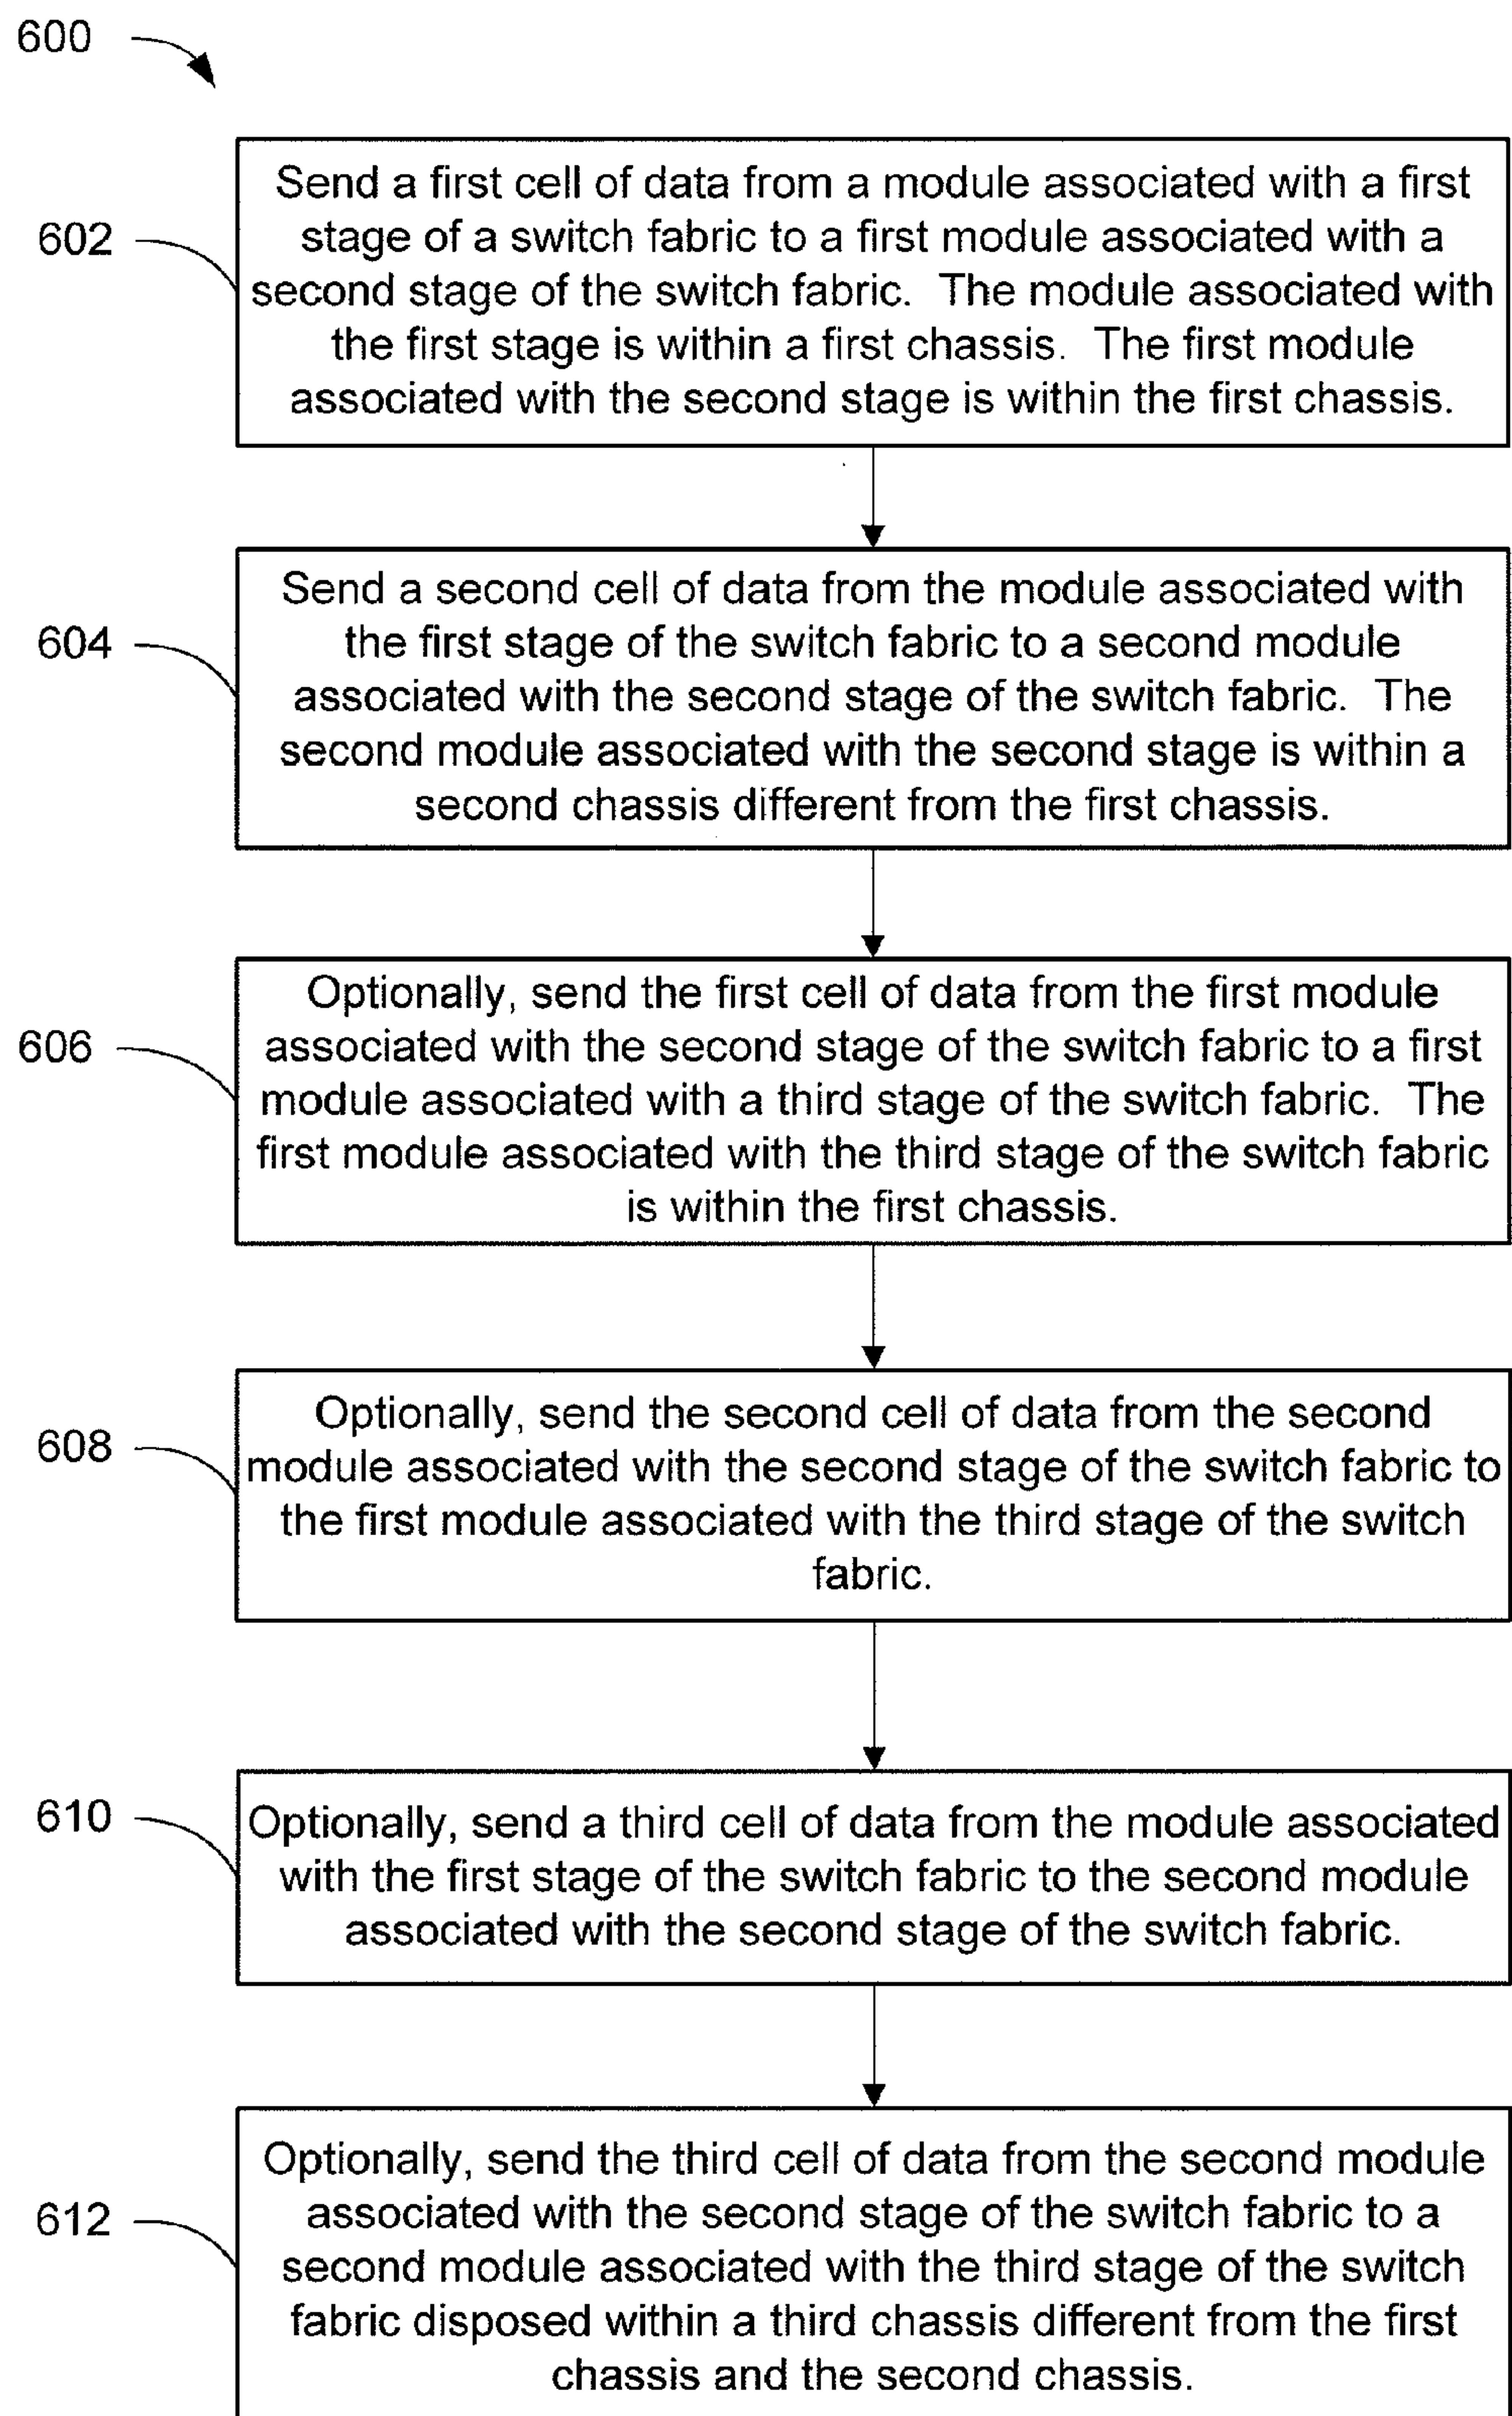 600
602
Send a first cell of data from a module associated with a first
stage of a switch fabric to a first module associated with a
second stage of the switch fabric. The module associated with
the first stage is within a first chassis. The first module
associated with the second stage is within the first chassis.
604
Send a second cell of data from the module associated with
the first stage of the switch fabric to a second module
associated with the second stage of the switch fabric. The
second module associated with the second stage is within a
second chassis different from the first chassis.
606
Optionally, send the first cell of data from the first module
associated with the second stage of the switch fabric to a first
module associated with a third stage of the switch fabric. The
first module associated with the third stage of the switch fabric
is within the first chassis.
608
Optionally, send the second cell of data from the second
module associated with the second stage of the switch fabric to
the first module associated with the third stage of the switch
fabric.
610
Optionally, send a third cell of data from the module associated
with the first stage of the switch fabric to the second module
associated with the second stage of the switch fabric.
612
Optionally, send the third cell of data from the second module
associated with the second stage of the switch fabric to a
second module associated with the third stage of the switch
fabric disposed within a third chassis different from the first
chassis and the second chassis.